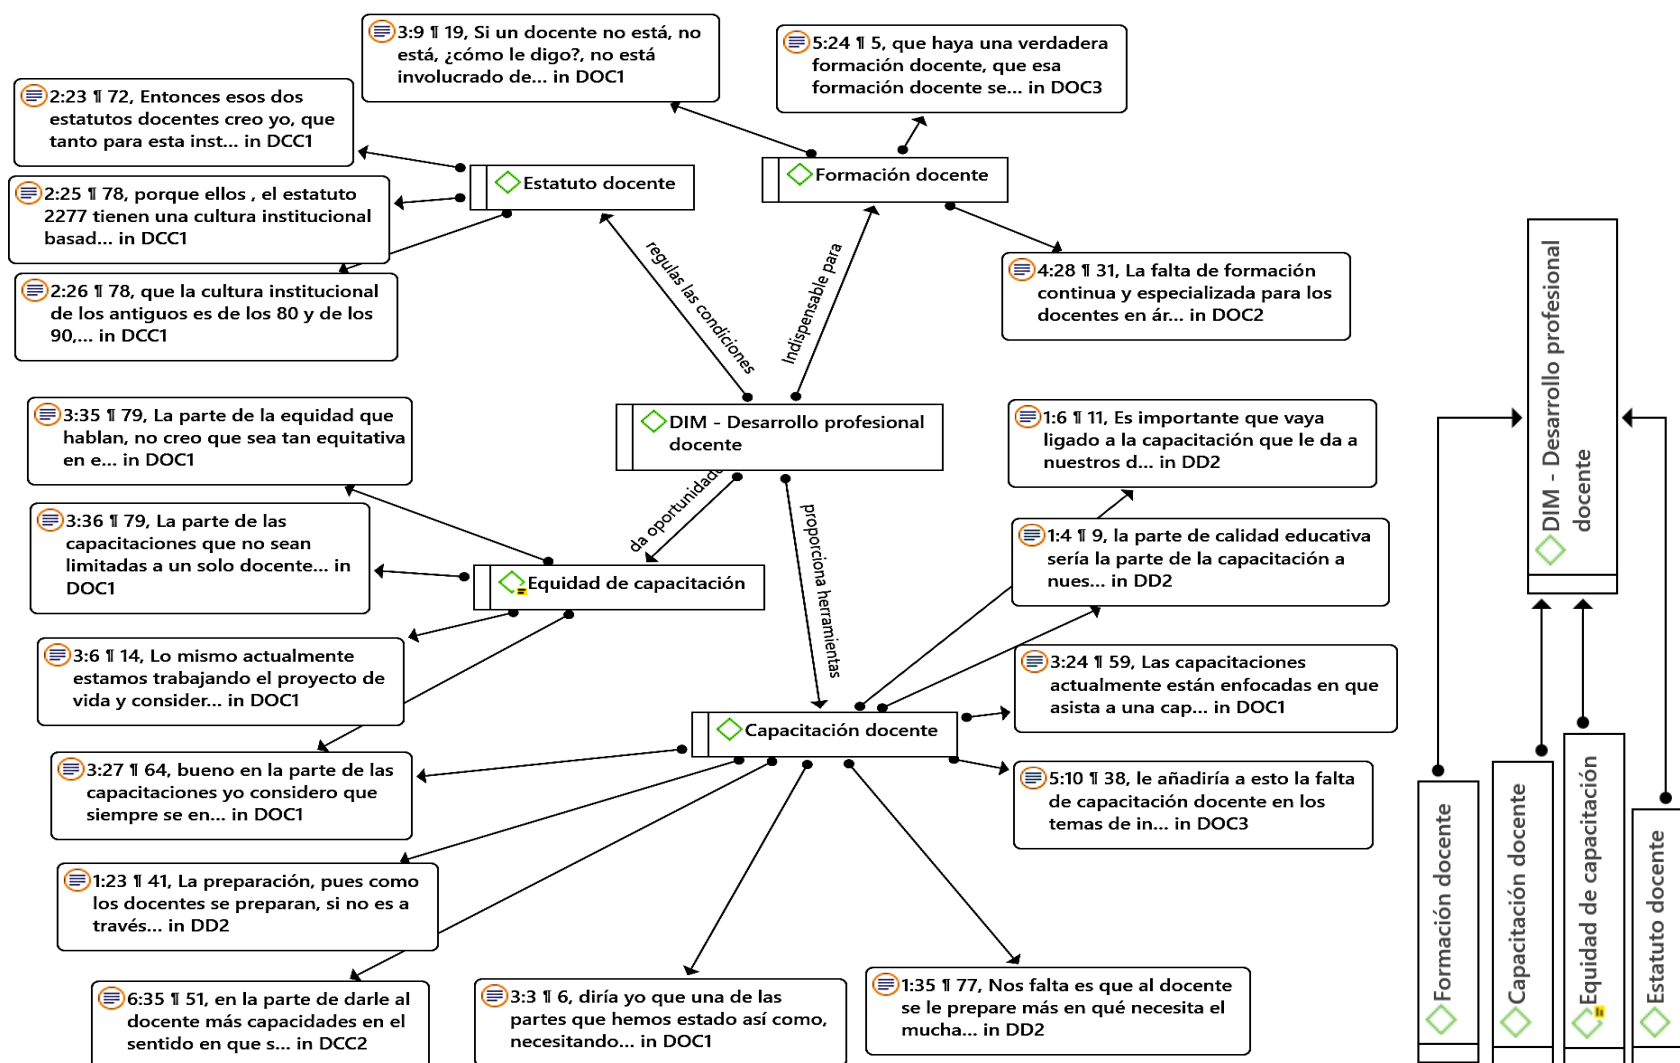 3:9 ¶ 19, Si un docente no está, no
está, ¿cómo le digo?, no está
involucrado de... in DOC1
5:24 ¶ 5, que haya una verdadera
formación docente, que esa
formación docente se... in DOC3
2:23 ¶ 72, Entonces esos dos
estatutos docentes creo yo, que
tanto para esta inst... in DCC1
Estatuto docente
Formación docente
2:25 ¶ 78, porque ellos , el estatuto
2277 tienen una cultura institucional
basad... in DCC1
2:26 ¶ 78, que la cultura institucional
de los antiguos es de los 80 y de los
90,... in DCC1
4:28 ¶ 31, La falta de formación
continua y especializada para los
docentes en ár... in DOC2
regulas las condiciones
Indispensable para
DIM - Desarrollo profesional
docente
3:35 ¶ 79, La parte de la equidad que
hablan, no creo que sea tan equitativa
en e... in DOC1
1:6 ¶ 11, Es importante que vaya
ligado a la capacitación que le da a
nuestros d... in DD2
da oportunidade
proporciona herramientas
3:36 ¶ 79, La parte de las
capacitaciones que no sean
limitadas a un solo docente... in
DOC1
1:4 ¶ 9, la parte de calidad educativa
sería la parte de la capacitación a
nues... in DD2
Equidad de capacitación
3:6 ¶ 14, Lo mismo actualmente
estamos trabajando el proyecto de
vida y consider... in DOC1
3:24 ¶ 59, Las capacitaciones
actualmente están enfocadas en que
asista a una cap... in DOC1
Capacitación docente
3:27 ¶ 64, bueno en la parte de las
capacitaciones yo considero que
siempre se en... in DOC1
5:10 ¶ 38, le añadiría a esto la falta
de capacitación docente en los
temas de in... in DOC3
1:23 ¶ 41, La preparación, pues como
los docentes se preparan, si no es a
través... in DD2
6:35 ¶ 51, en la parte de darle al
docente más capacidades en el
sentido en que s... in DCC2
3:3 ¶ 6, diría yo que una de las
partes que hemos estado así como,
necesitando... in DOC1
1:35 ¶ 77, Nos falta es que al docente
se le prepare más en qué necesita el
mucha... in DD2
DIM - Desarrollo profesional
docente
Formación docente
Capacitación docente
Equidad de capacitación
Estatuto docente